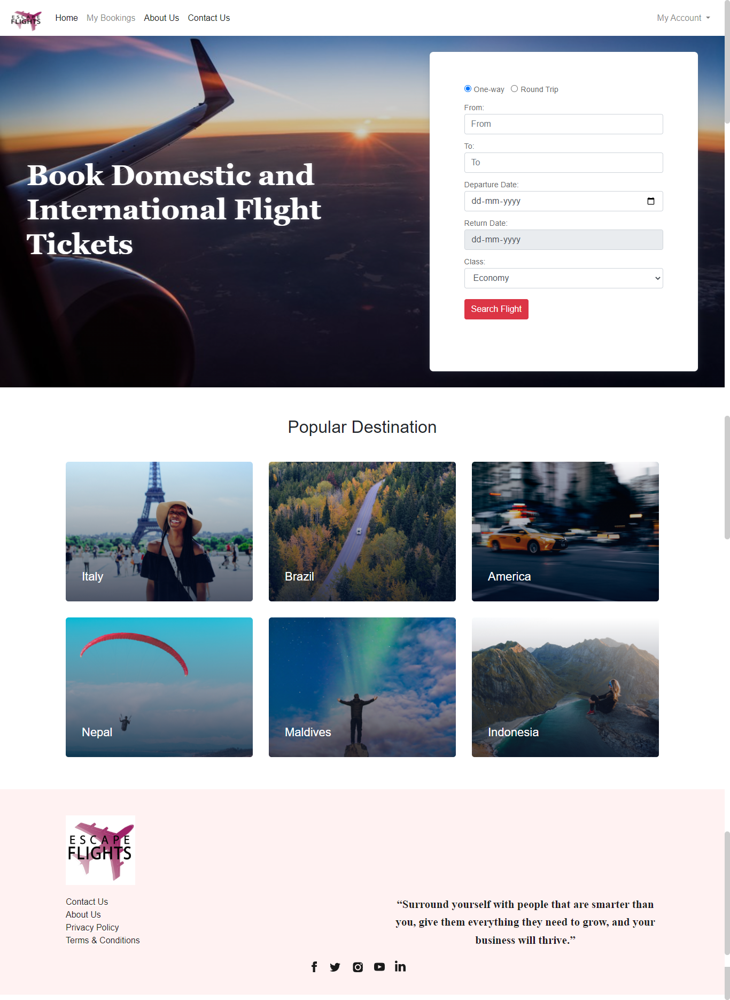 ESCAPE
FLIGHTS
Home
My Bookings
About Us
Contact Us
My Account
One-way
Round Trip
From:
From
To:
To
Departure Date:
dd-mm-yyyy
Return Date:
dd-mm-yyyy
Class:
Economy
Search Flight
Book Domestic and
International Flight
Tickets
Popular Destination
Italy
Brazil
America
Nepal
Maldives
Indonesia
ESCAPE
FLIGHTS
Contact Us
About Us
Privacy Policy
Terms & Conditions
“Surround yourself with people that are smarter than
you, give them everything they need to grow, and your
business will thrive.”